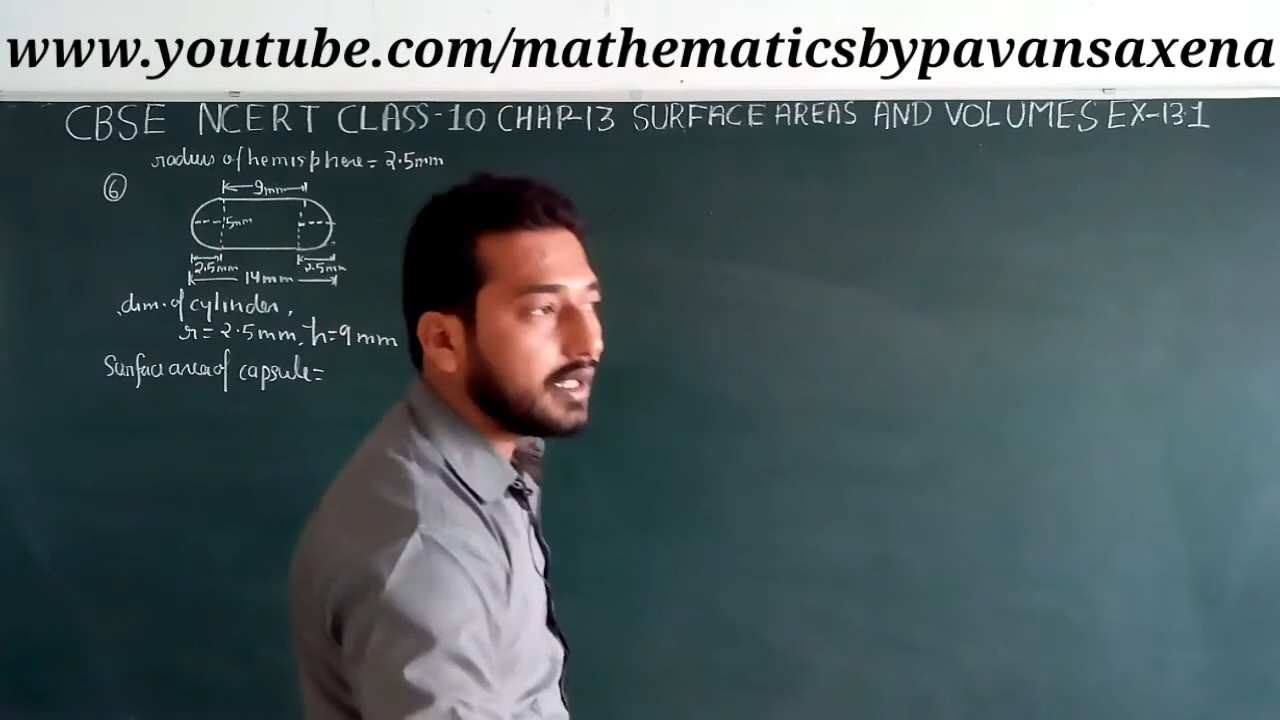 www.youtube.com/mathematicsbypavansaxena
CBSE NCERT CLASS-10 CHAP-13 SURFACE AREAS AND VOLUMES EX-13.1
radius of hemisphere = 2.5mm
6
9mm
5mm
2.5mm 2.5mm
14mm
dim. of cylinder,
r = 2.5mm, h=9mm
Surface area of capsule =